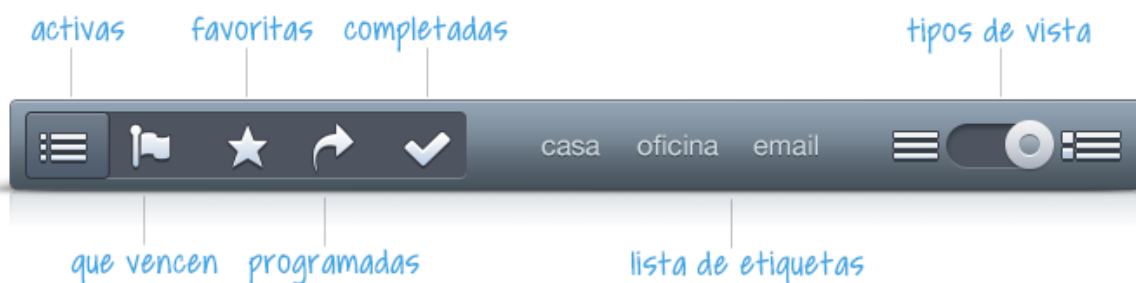 activas favoritas completadas tipos de vista
casa oficina email
que vencen programadas lista de etiquetas